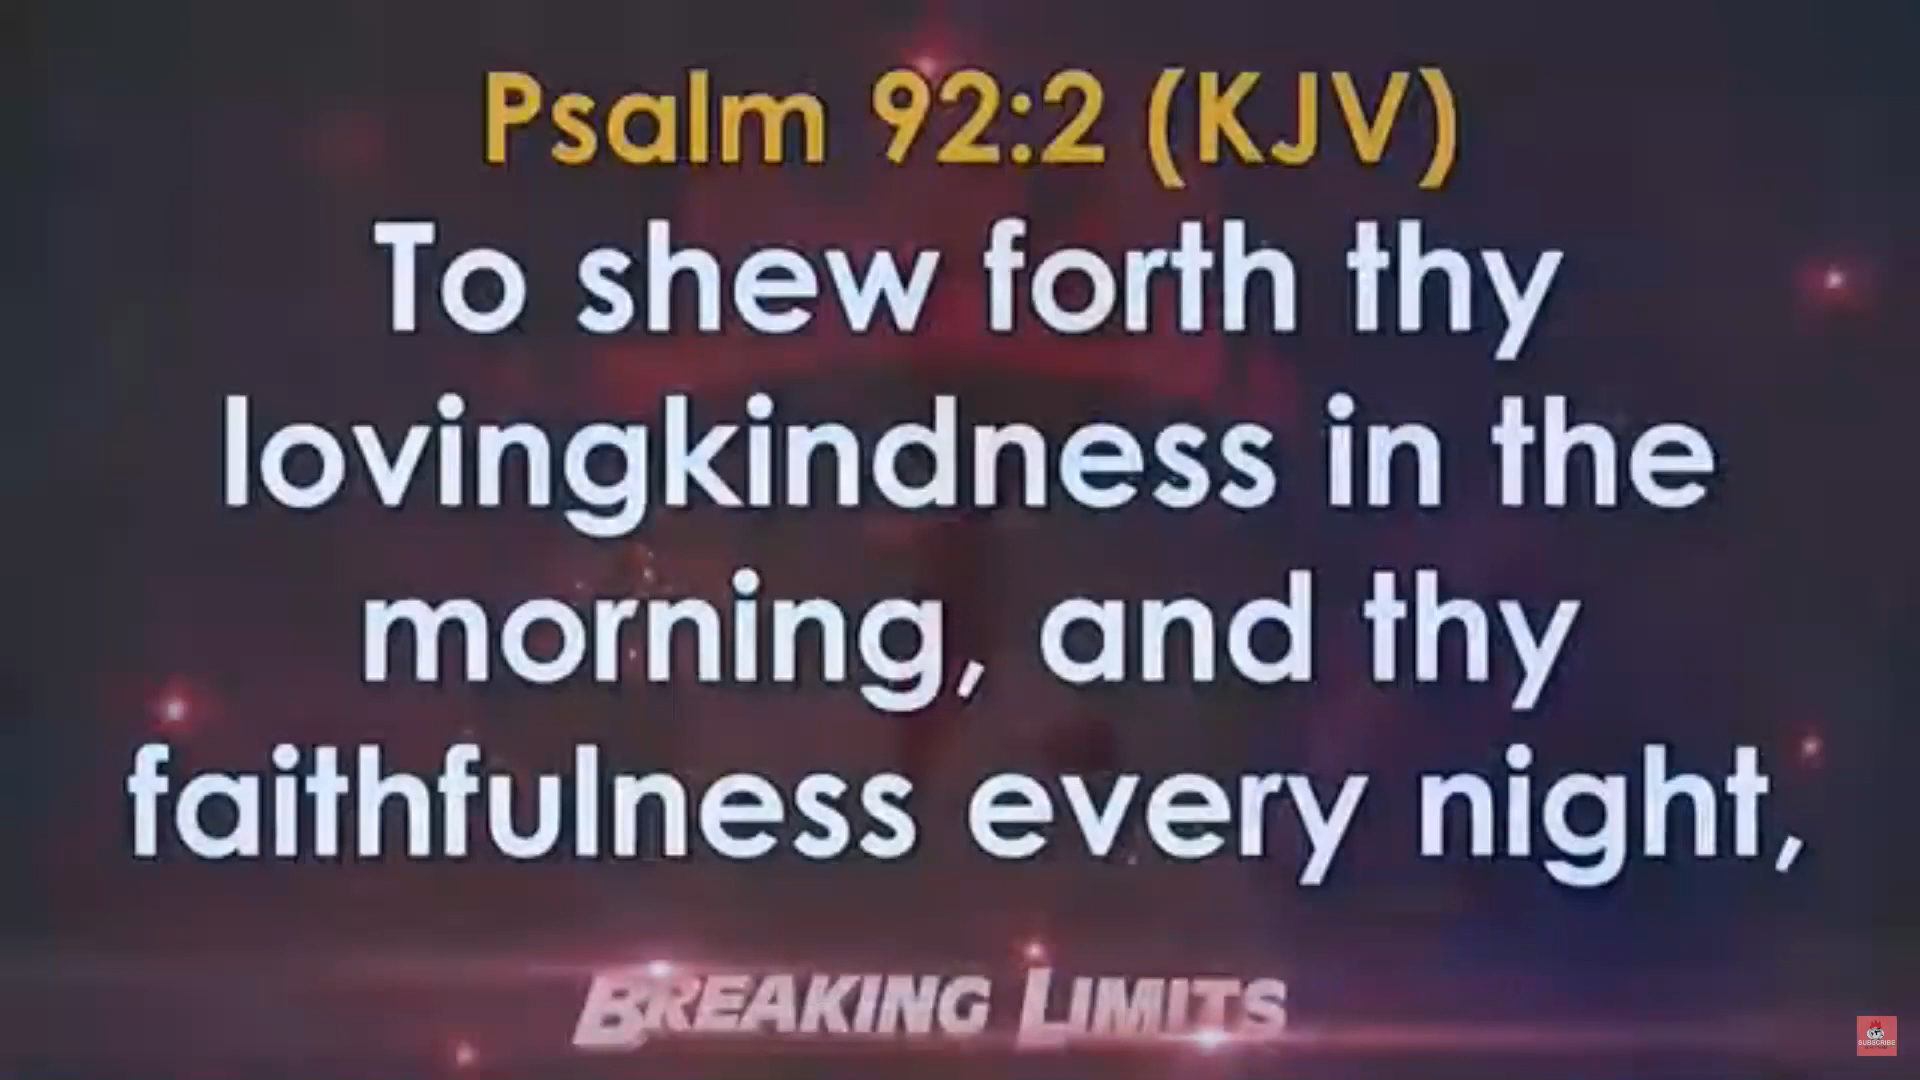 Psalm 92:2 (KJV)
To shew forth thy
lovingkindness in the
morning, and thy
faithfulness every night,
BREAKING LIMITS
SUBSCRIBE